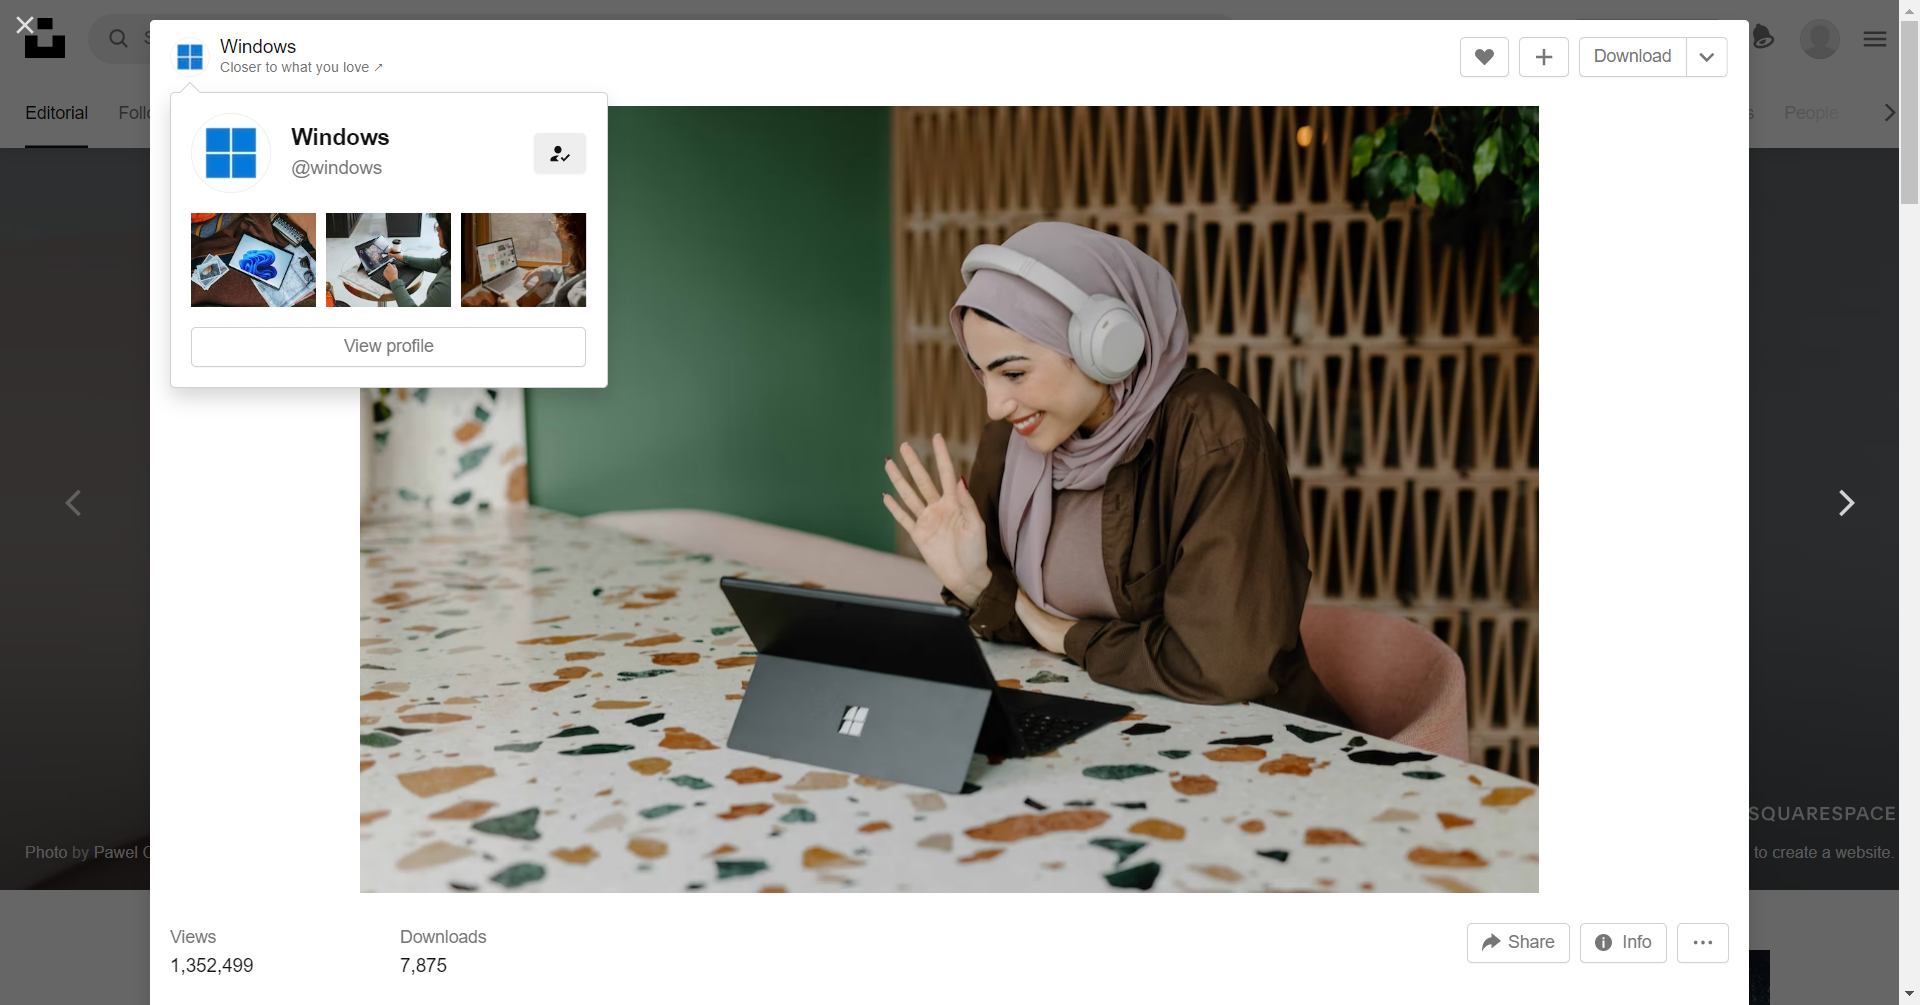 Windows
Closer to what you love ↗
Download
Editorial
People
Windows
@windows
View profile
SQUARESPACE
Photo by Pawel
to create a website.
Views
1,352,499
Downloads
7,875
Share
Info